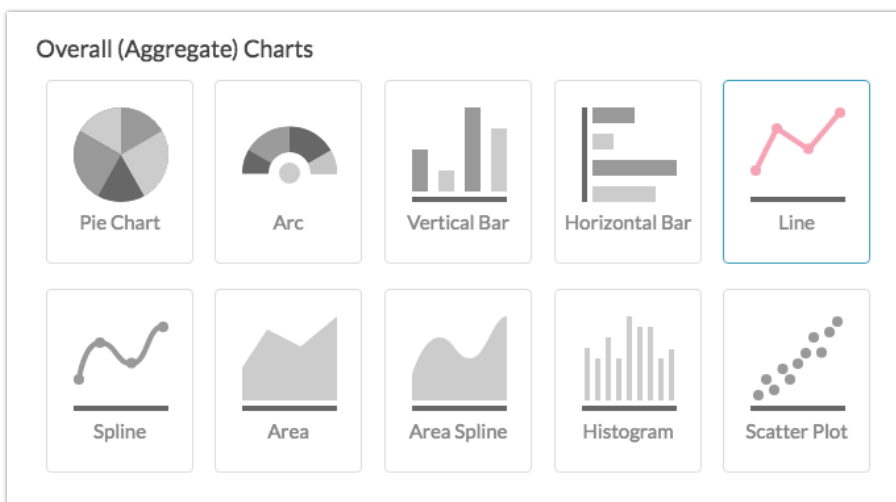 Overall (Aggregate) Charts
Pie Chart
Arc
Vertical Bar
Horizontal Bar
Line
Spline
Area
Area Spline
Histogram
Scatter Plot